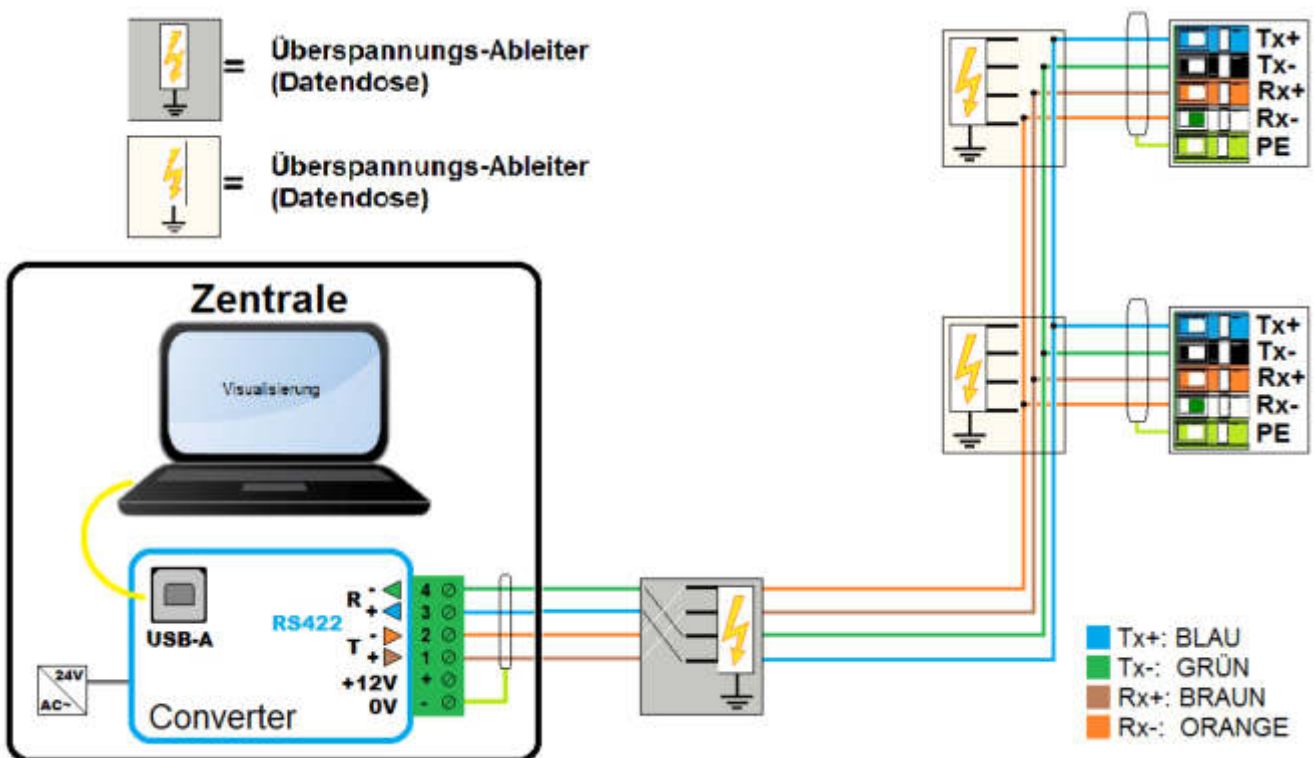 = Überspannungs-Ableiter
(Datendose)
= Überspannungs-Ableiter
(Datendose)
Tx+
Tx-
Rx+
Rx-
PE
Tx+
Tx-
Rx+
Rx-
PE
Zentrale
Visualisierung
USB-A
RS422
R - 4
+ 3
T - 2
+ 1
+12V +
0V -
24V
AC~
Converter
Tx+: BLAU
Tx-: GRÜN
Rx+: BRAUN
Rx-: ORANGE